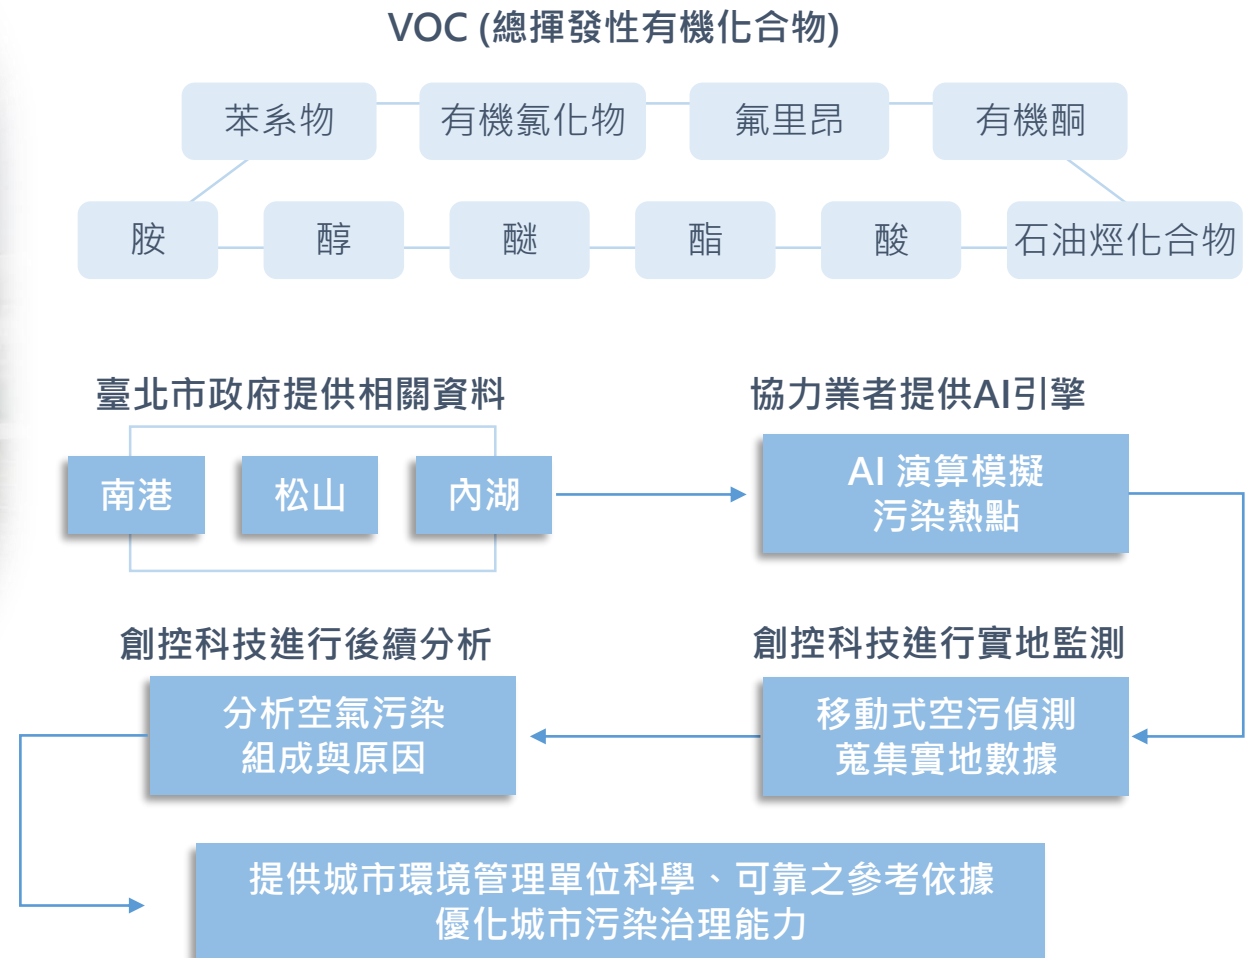 VOC (總揮發性有機化合物)
苯系物
有機氯化物
氟里昂
有機酮
胺
醇
醚
酯
酸
石油烴化合物
臺北市政府提供相關資料
協力業者提供AI引擎
南港
松山
內湖
AI 演算模擬
污染熱點
創控科技進行後續分析
創控科技進行實地監測
分析空氣污染
組成與原因
移動式空污偵測
蒐集實地數據
提供城市環境管理單位科學、可靠之參考依據
優化城市污染治理能力